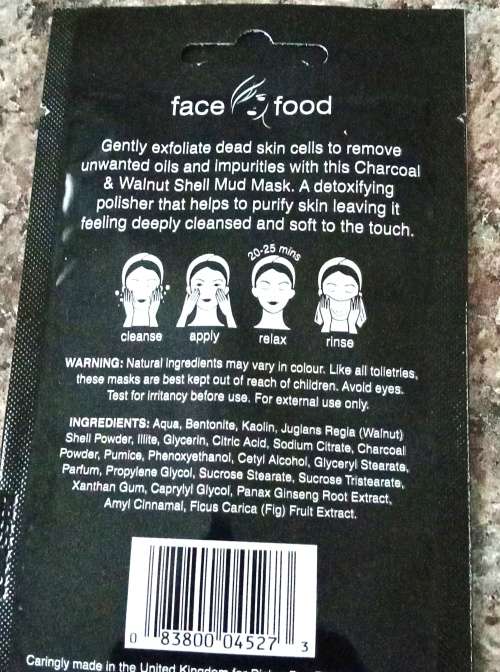 face food
Gently exfoliate dead skin cells to remove
unwanted oils and impurities with this Charcoal
& Walnut Shell Mud Mask. A detoxifying
polisher that helps to purify skin leaving it
feeling deeply cleansed and soft to the touch.
20-25 mins
cleanse apply relax rinse
WARNING: Natural ingredients may vary in colour. Like all toiletries,
these masks are best kept out of reach of children. Avoid eyes.
Test for irritancy before use. For external use only.
INGREDIENTS: Aqua, Bentonite, Kaolin, Juglans Regia (Walnut)
Shell Powder, Illite, Glycerin, Citric Acid, Sodium Citrate, Charcoal
Powder, Pumice, Phenoxyethanol, Cetyl Alcohol, Glyceryl Stearate,
Parfum, Propylene Glycol, Sucrose Stearate, Sucrose Tristearate,
Xanthan Gum, Caprylyl Glycol, Panax Ginseng Root Extract,
Amyl Cinnamal, Ficus Carica (Fig) Fruit Extract.
0 83800 04527 3
Caringly made in the United Kingdom for